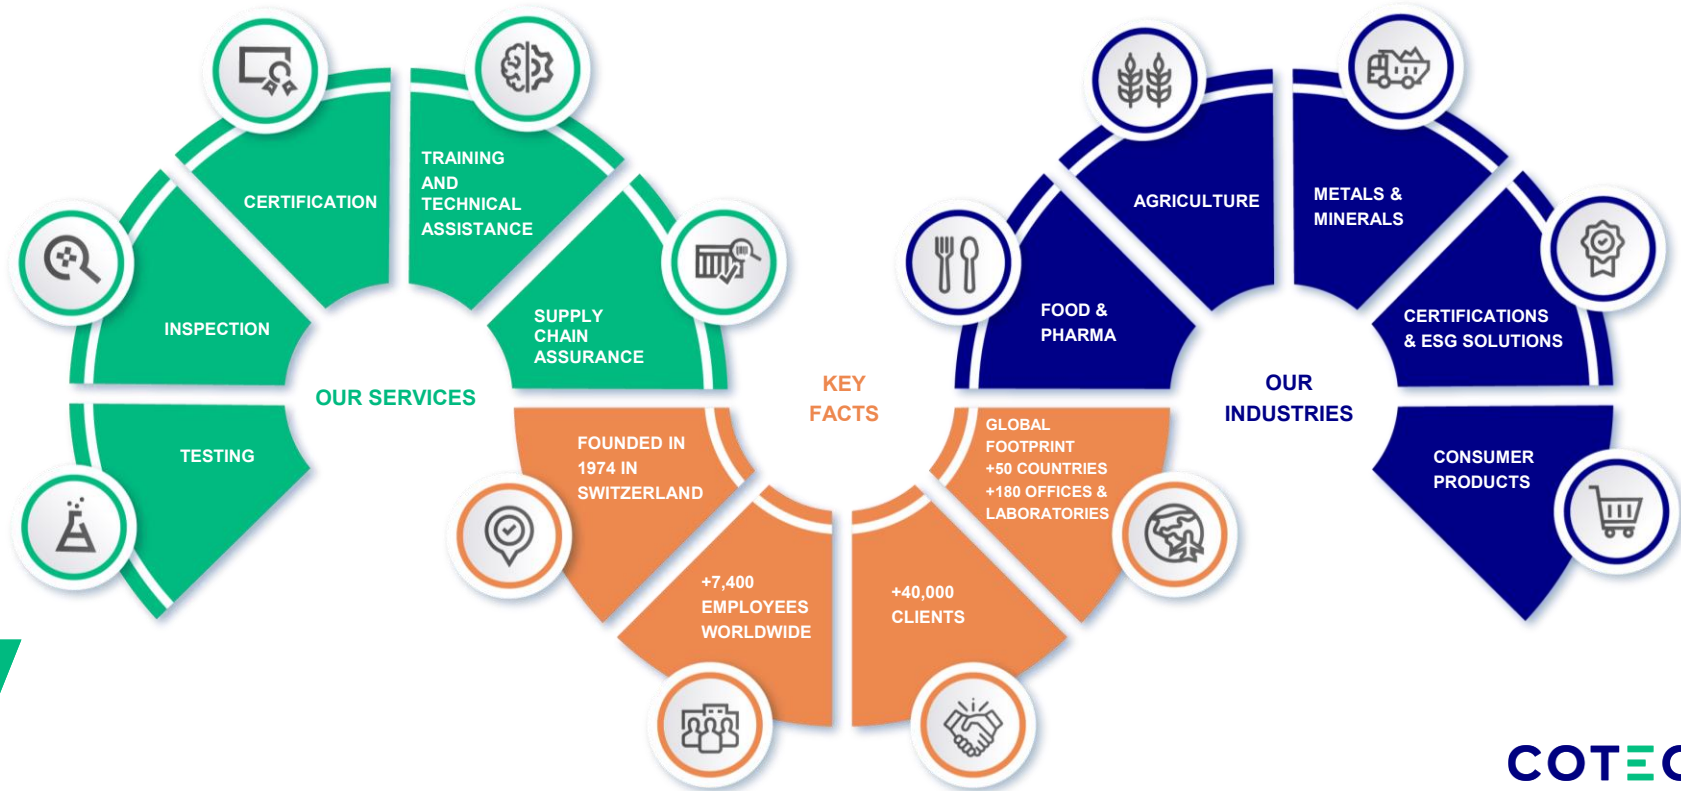 TESTING
INSPECTION
CERTIFICATION
TRAINING
AND
TECHNICAL
ASSISTANCE
SUPPLY
CHAIN
ASSURANCE
OUR SERVICES
FOUNDED IN
1974 IN
SWITZERLAND
+7,400
EMPLOYEES
WORLDWIDE
+40,000
CLIENTS
GLOBAL
FOOTPRINT
+50 COUNTRIES
+180 OFFICES &
LABORATORIES
KEY
FACTS
FOOD &
PHARMA
AGRICULTURE
METALS &
MINERALS
CERTIFICATIONS
& ESG SOLUTIONS
CONSUMER
PRODUCTS
OUR
INDUSTRIES
COTEC